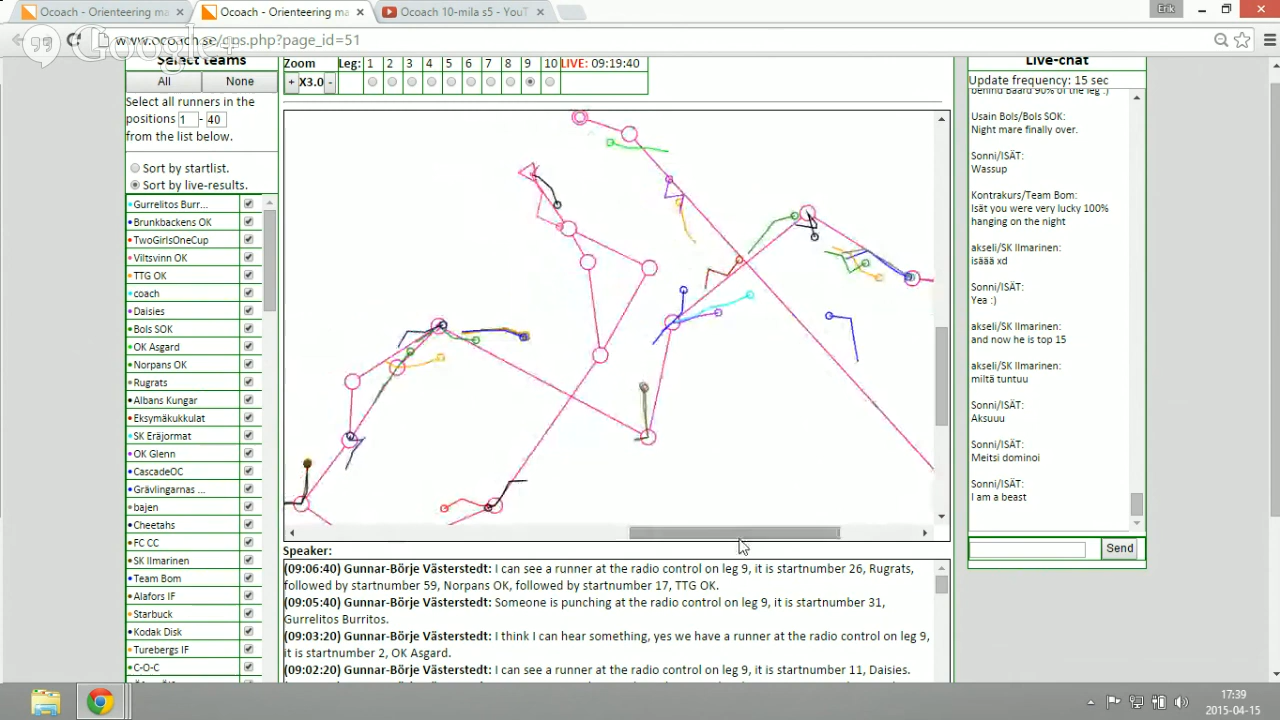 Ocoach - Orienteering ma
Ocoach - Orienteering ma
Ocoach 10-mila s5 - YouT
Erik
Google+
Select teams
All
None
Select all runners in the
positions 1 - 40
from the list below.
Sort by startlist.
Sort by live-results.
Gurrelitos Burr...
Brunkbackens OK
TwoGirlsOneCup
Viltsvinn OK
TTG OK
coach
Daisies
Bols SOK
OK Asgard
Norpans OK
Rugrats
Albans Kungar
Eksymäkukkulat
SK Eräjormat
OK Glenn
CascadeOC
Grävlingarnas ...
bajen
Cheetahs
FC CC
SK Ilmarinen
Team Bom
Alafors IF
Starbuck
Kodak Disk
Turebergs IF
C-O-C
Zoom Leg: 1 2 3 4 5 6 7 8 9 10 LIVE: 09:19:40
+ X3.0 -
Speaker:
(09:06:40) Gunnar-Börje Västerstedt: I can see a runner at the radio control on leg 9, it is startnumber 26, Rugrats,
followed by startnumber 59, Norpans OK, followed by startnumber 17, TTG OK.
(09:05:40) Gunnar-Börje Västerstedt: Someone is punching at the radio control on leg 9, it is startnumber 31,
Gurrelitos Burritos.
(09:03:20) Gunnar-Börje Västerstedt: I think I can hear something, yes we have a runner at the radio control on leg 9,
it is startnumber 2, OK Asgard.
(09:02:20) Gunnar-Börje Västerstedt: I can see a runner at the radio control on leg 9, it is startnumber 11, Daisies.
Live-chat
Update frequency: 15 sec
behind Baard 90% of the leg :)
Usain Bols/Bols SOK:
Night mare finally over.
Sonni/ISÄT:
Wassup
Kontrakurs/Team Bom:
Isät you were very lucky 100%
hanging on the night
akseli/SK Ilmarinen:
isäää xd
Sonni/ISÄT:
Yea :)
akseli/SK Ilmarinen:
and now he is top 15
akseli/SK Ilmarinen:
miltä tuntuu
Sonni/ISÄT:
Aksuuu
Sonni/ISÄT:
Meitsi dominoi
Sonni/ISÄT:
I am a beast
Send
17:39
2015-04-15